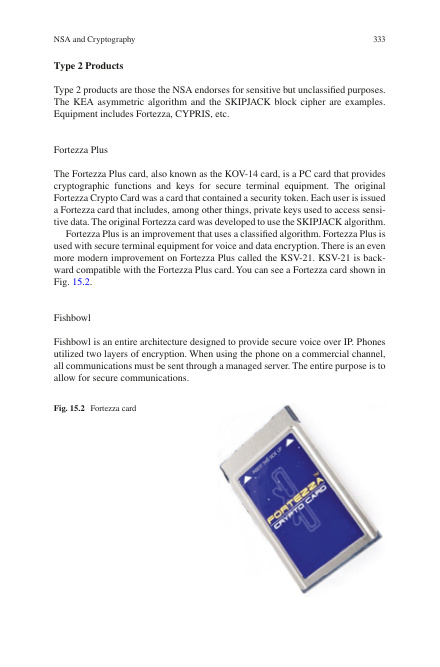 NSA and Cryptography 333
Type 2 Products
Type 2 products are those the NSA endorses for sensitive but unclassified purposes.
The KEA asymmetric algorithm and the SKIPJACK block cipher are examples.
Equipment includes Fortezza, CYPRIS, etc.
Fortezza Plus
The Fortezza Plus card, also known as the KOV-14 card, is a PC card that provides
cryptographic functions and keys for secure terminal equipment. The original
Fortezza Crypto Card was a card that contained a security token. Each user is issued
a Fortezza card that includes, among other things, private keys used to access sensi-
tive data. The original Fortezza card was developed to use the SKIPJACK algorithm.
Fortezza Plus is an improvement that uses a classified algorithm. Fortezza Plus is
used with secure terminal equipment for voice and data encryption. There is an even
more modern improvement on Fortezza Plus called the KSV-21. KSV-21 is back-
ward compatible with the Fortezza Plus card. You can see a Fortezza card shown in
Fig. 15.2.
Fishbowl
Fishbowl is an entire architecture designed to provide secure voice over IP. Phones
utilized two layers of encryption. When using the phone on a commercial channel,
all communications must be sent through a managed server. The entire purpose is to
allow for secure communications.
Fig. 15.2 Fortezza card
INSERT THIS SIDE UP
FORTEZZA™
CRYPTO CARD